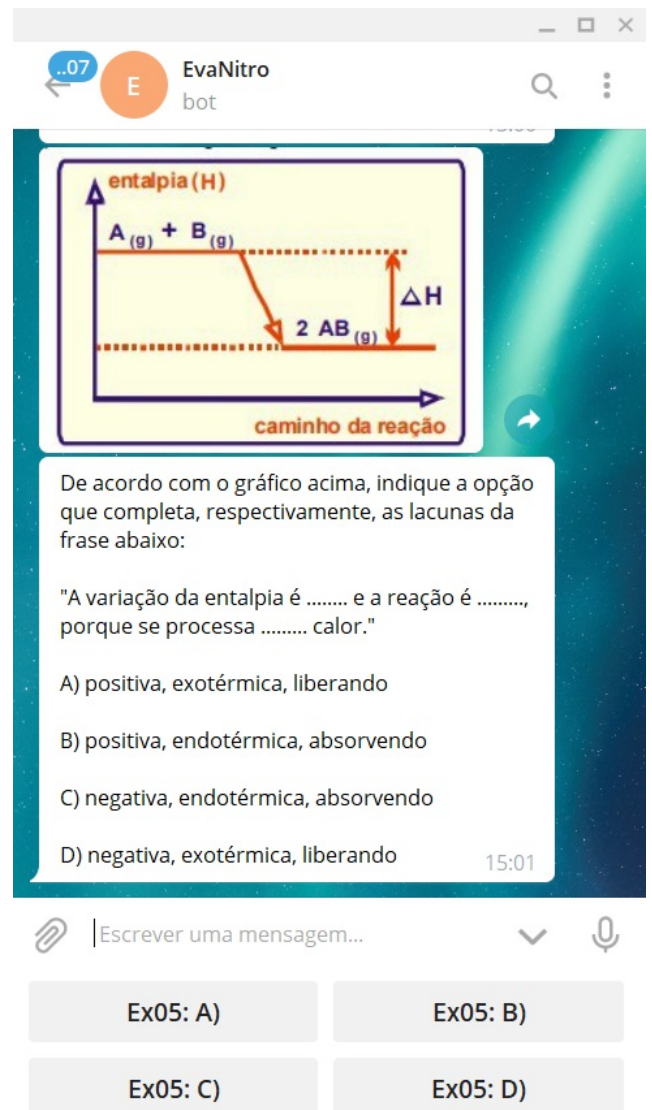 ..07
E
EvaNitro
bot
entalpia (H)
A (g) + B (g)
ΔH
2 AB (g)
caminho da reação
De acordo com o gráfico acima, indique a opção
que completa, respectivamente, as lacunas da
frase abaixo:
"A variação da entalpia é ........ e a reação é .........,
porque se processa ......... calor."
A) positiva, exotérmica, liberando
B) positiva, endotérmica, absorvendo
C) negativa, endotérmica, absorvendo
D) negativa, exotérmica, liberando
15:01
Escrever uma mensagem...
Ex05: A)
Ex05: B)
Ex05: C)
Ex05: D)